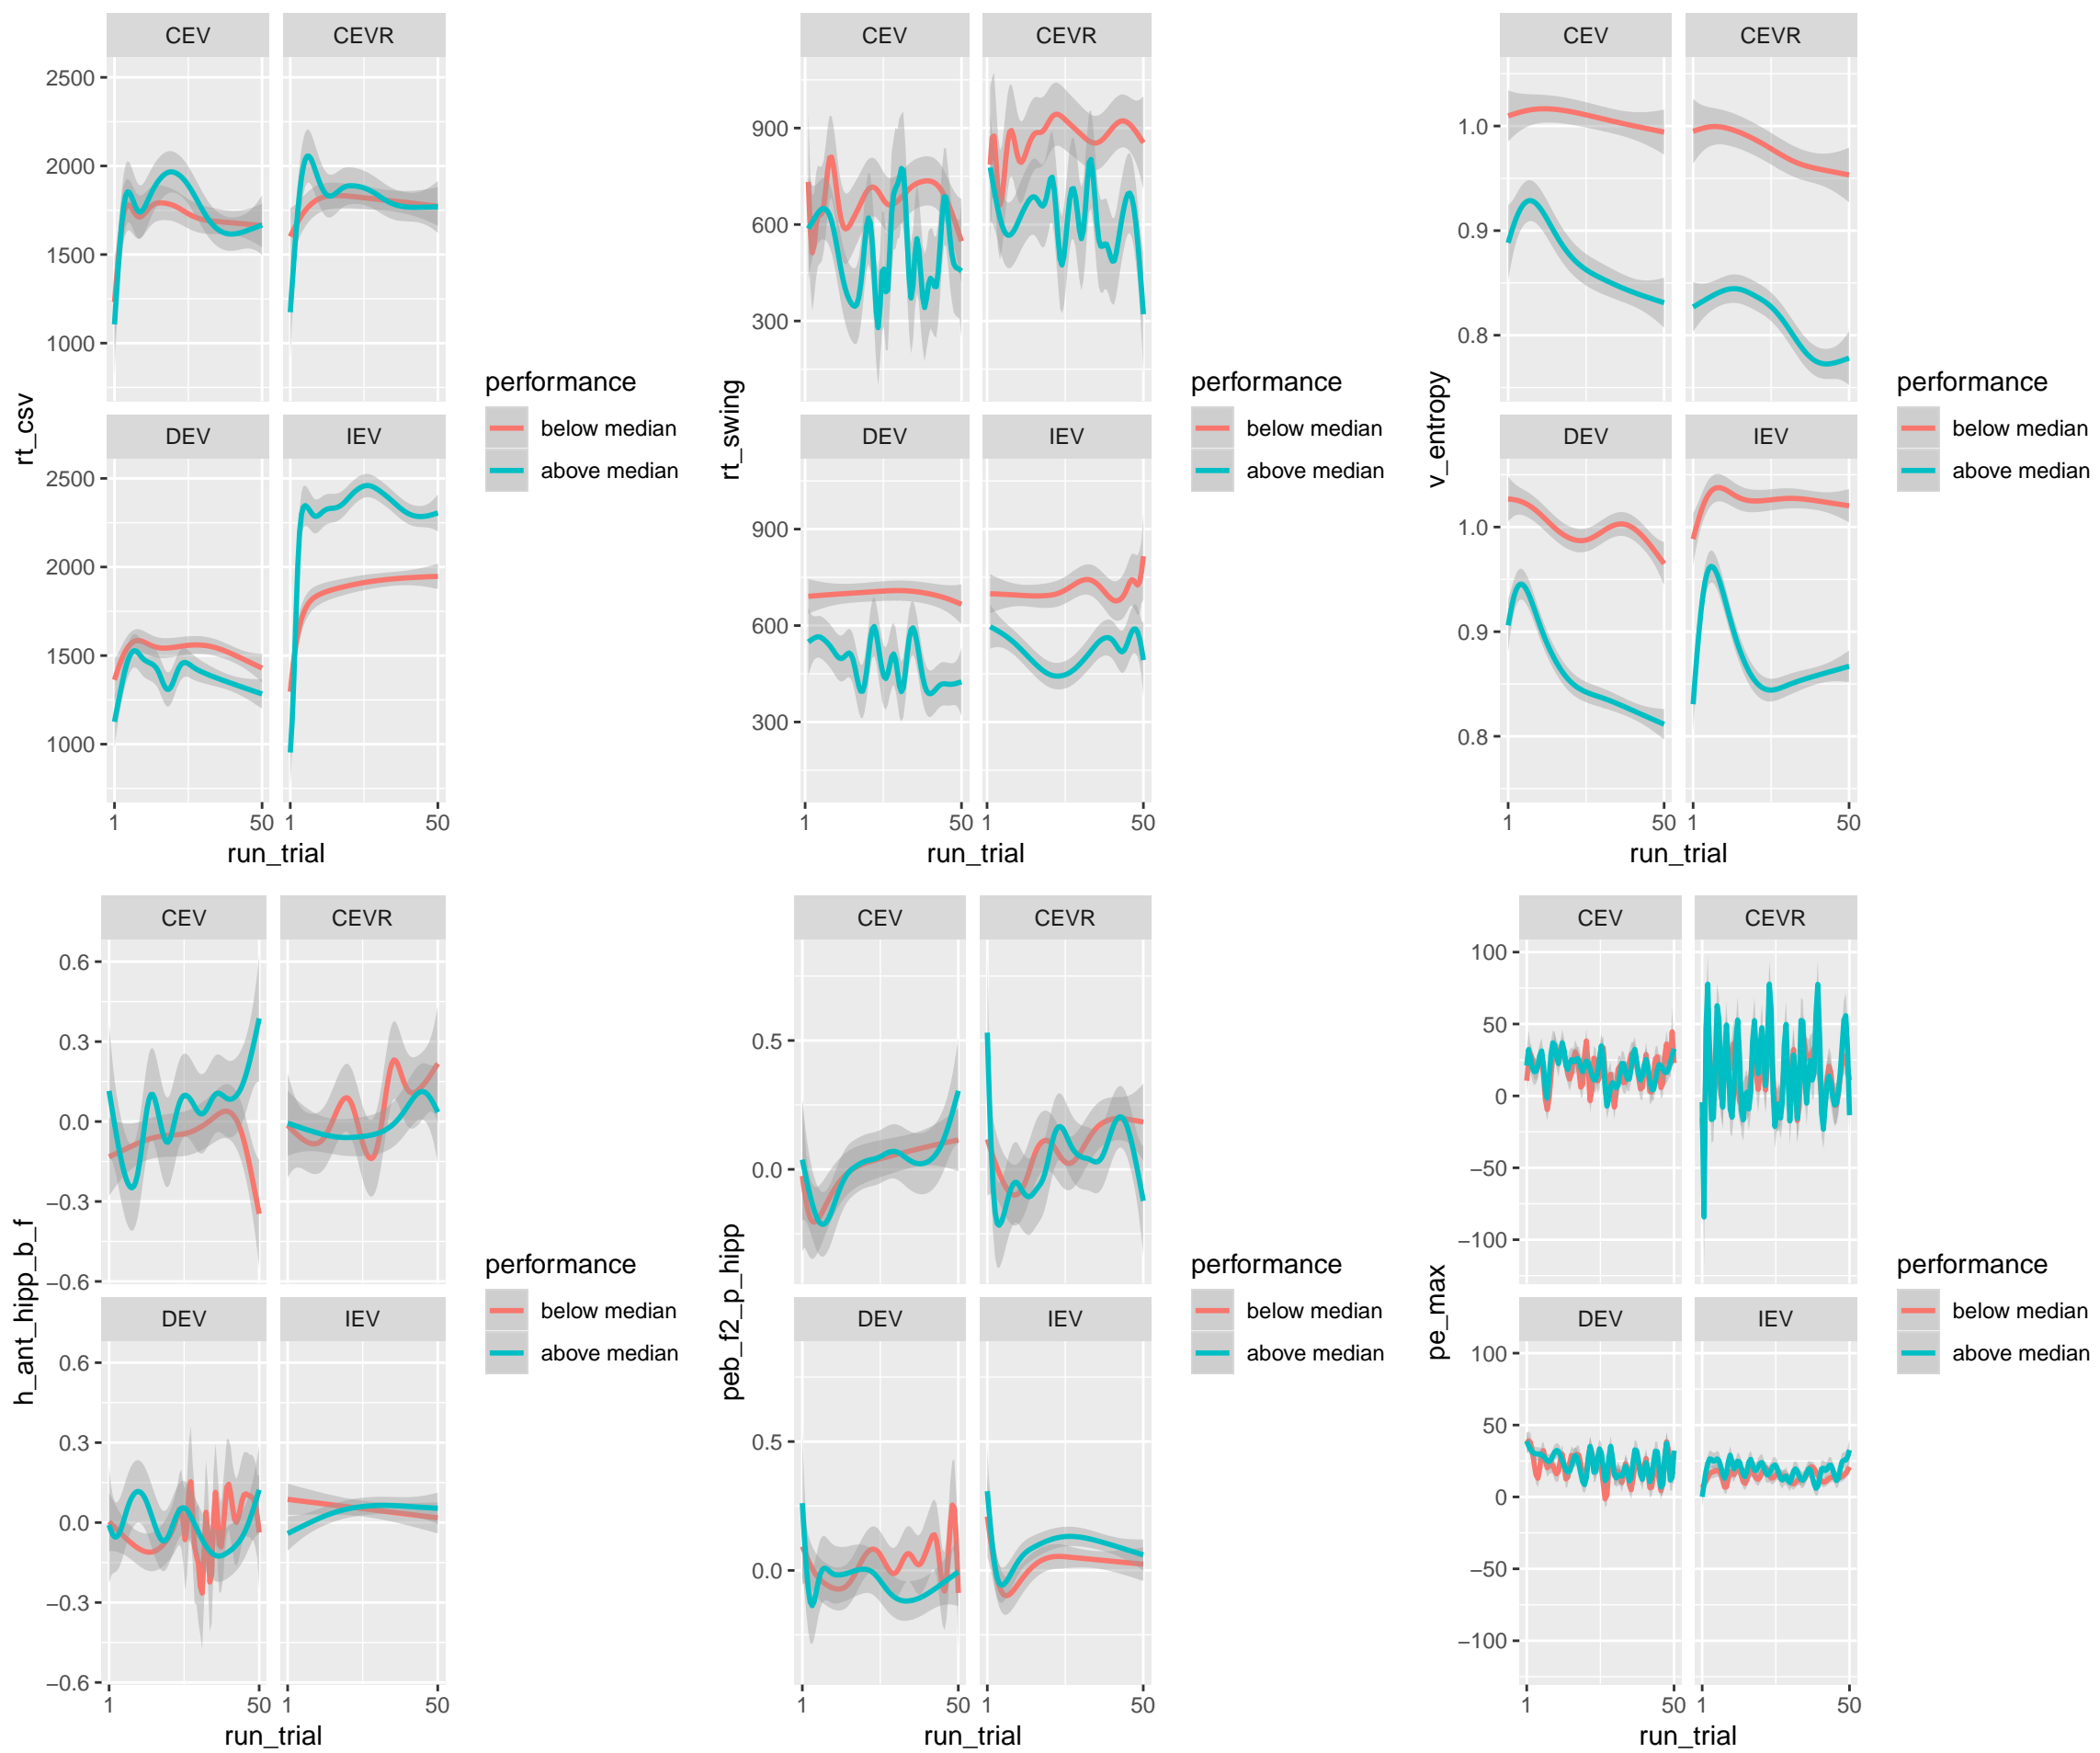 CEV CEVR
2500
2000
1500
1000
DEV IEV
2500
2000
1500
1000
1 50 1 50
run_trial
rt_csv
performance
below median
above median
CEV CEVR
900
600
300
DEV IEV
900
600
300
1 50 1 50
run_trial
rt_swing
performance
below median
above median
CEV CEVR
1.0
0.9
0.8
DEV IEV
1.0
0.9
0.8
1 50 1 50
run_trial
v_entropy
performance
below median
above median
CEV CEVR
0.6
0.3
0.0
−0.3
−0.6
DEV IEV
0.6
0.3
0.0
−0.3
−0.6
1 50 1 50
run_trial
h_ant_hipp_b_f
performance
below median
above median
CEV CEVR
0.5
0.0
DEV IEV
0.5
0.0
1 50 1 50
run_trial
peb_f2_p_hipp
performance
below median
above median
CEV CEVR
100
50
0
−50
−100
DEV IEV
100
50
0
−50
−100
1 50 1 50
run_trial
pe_max
performance
below median
above median